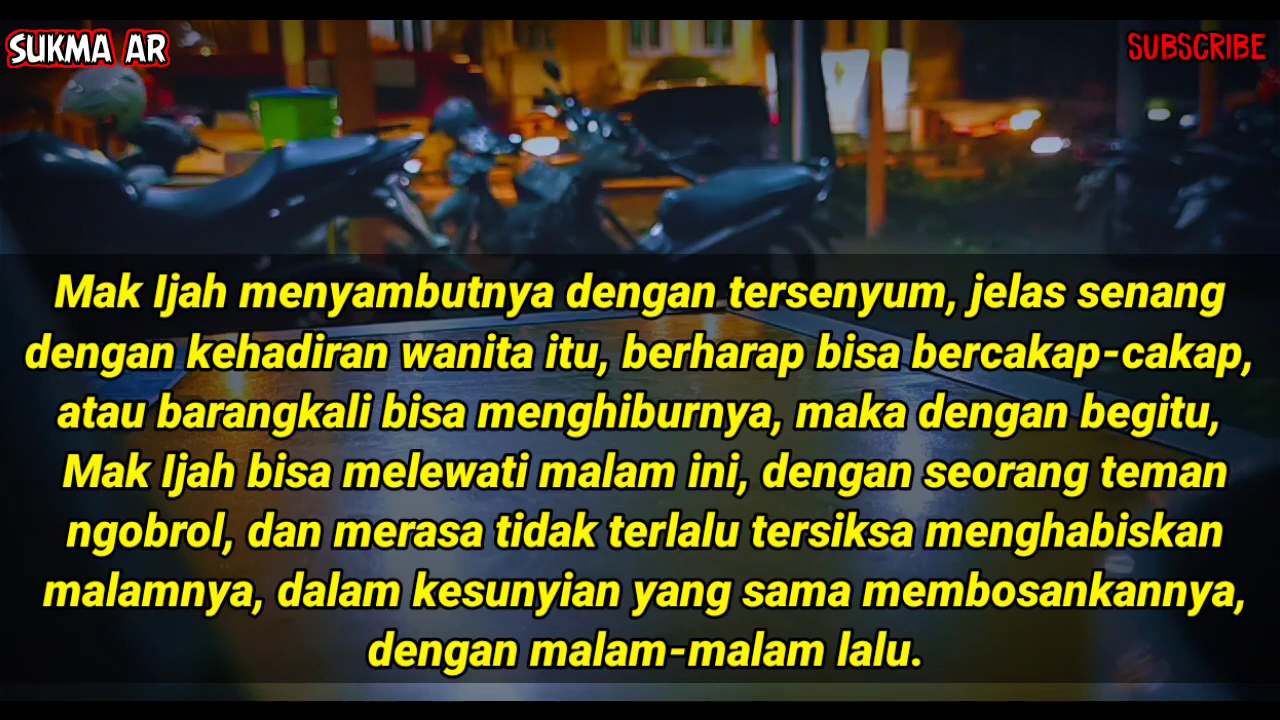 SUKMA AR
SUBSCRIBE
Mak Ijah menyambutnya dengan tersenyum, jelas senang
dengan kehadiran wanita itu, berharap bisa bercakap-cakap,
atau barangkali bisa menghiburnya, maka dengan begitu,
Mak Ijah bisa melewati malam ini, dengan seorang teman
ngobrol, dan merasa tidak terlalu tersiksa menghabiskan
malamnya, dalam kesunyian yang sama membosankannya,
dengan malam-malam lalu.